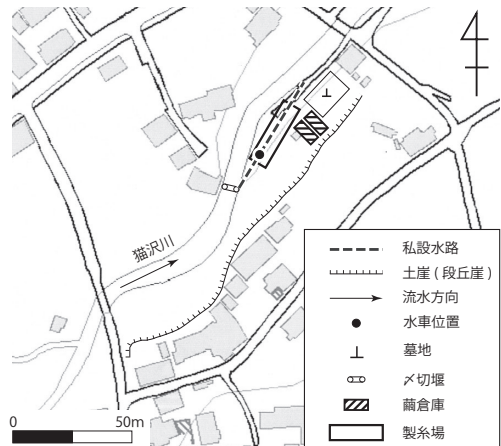 猫沢川
私設水路
土崖(段丘崖)
流水方向
水車位置
墓地
〆切堰
繭倉庫
製糸場
0 50m